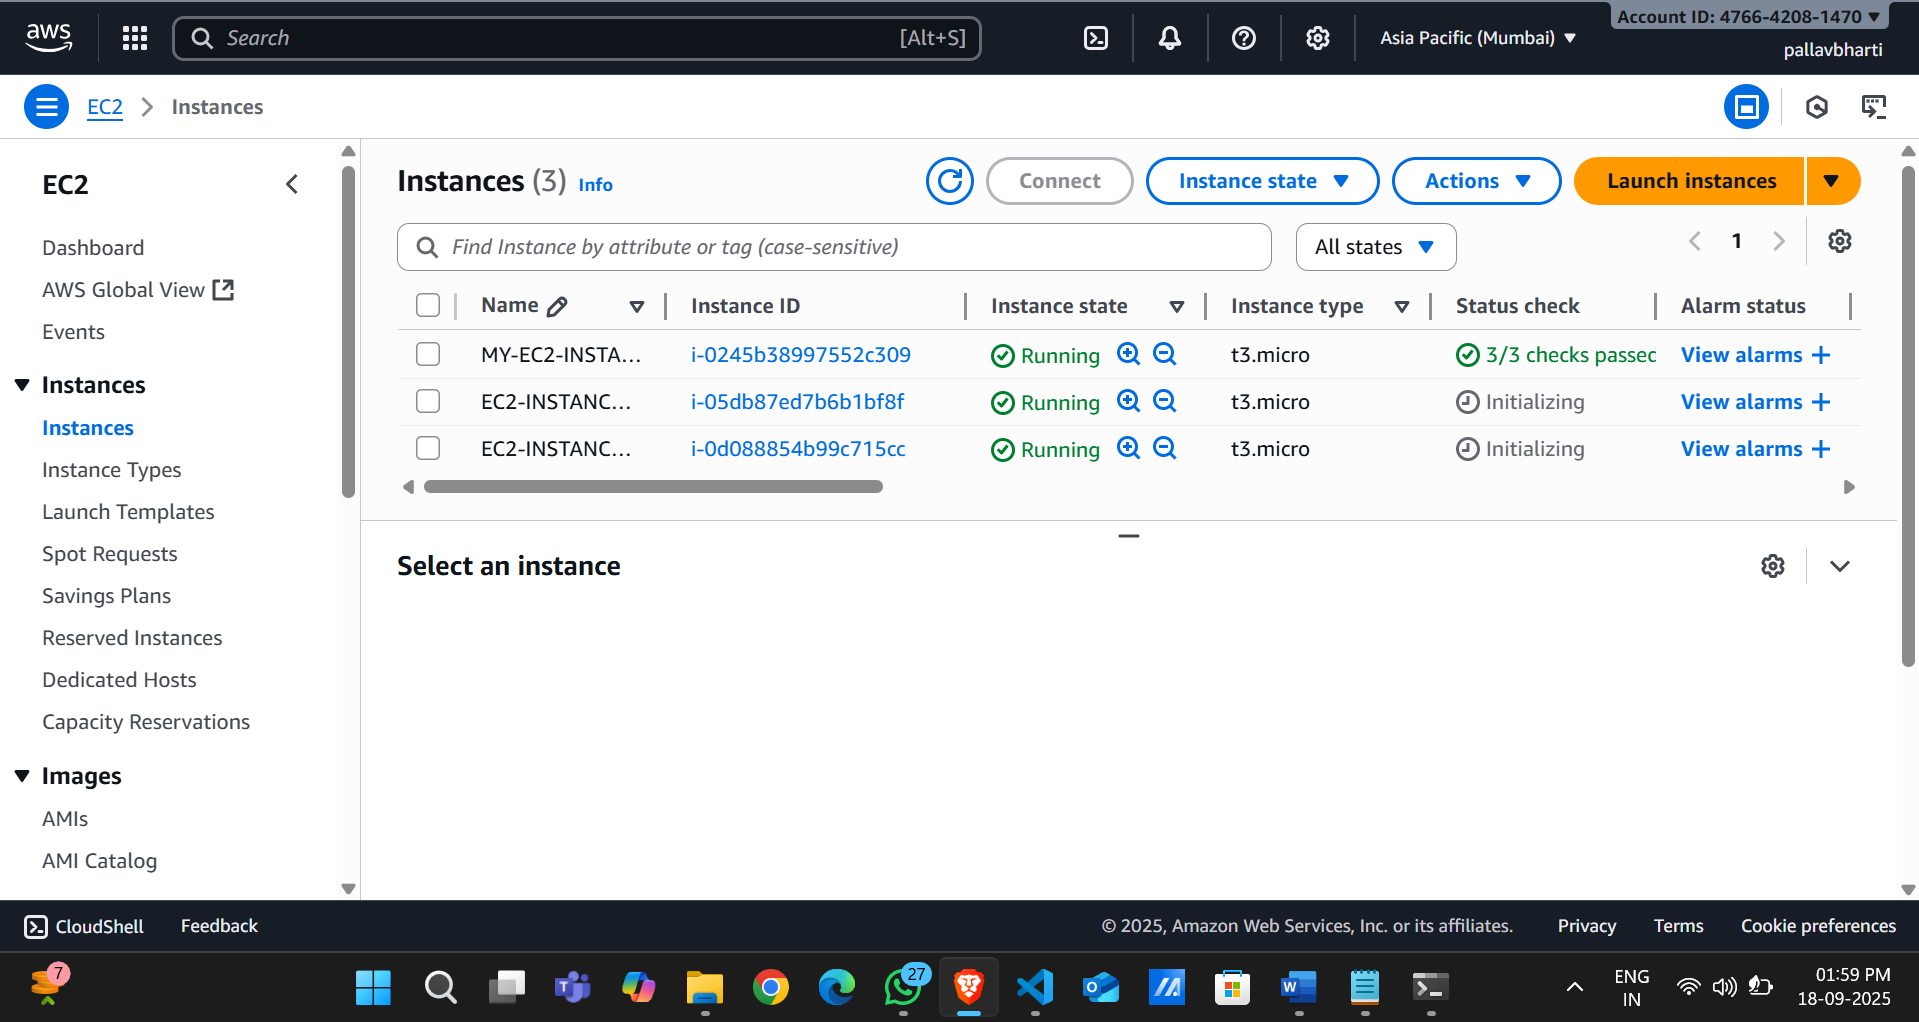 aws
Search
[Alt+S]
Asia Pacific (Mumbai)
Account ID: 4766-4208-1470
pallavbharti
EC2
Instances
EC2
Dashboard
AWS Global View
Events
Instances
Instances
Instance Types
Launch Templates
Spot Requests
Savings Plans
Reserved Instances
Dedicated Hosts
Capacity Reservations
Images
AMIs
AMI Catalog
Instances (3) Info
Connect
Instance state
Actions
Launch instances
Find Instance by attribute or tag (case-sensitive)
All states
1
Name Instance ID Instance state Instance type Status check Alarm status
MY-EC2-INSTA... i-0245b38997552c309 Running t3.micro 3/3 checks passed View alarms
EC2-INSTANC... i-05db87ed7b6b1bf8f Running t3.micro Initializing View alarms
EC2-INSTANC... i-0d088854b99c715cc Running t3.micro Initializing View alarms
Select an instance
CloudShell Feedback © 2025, Amazon Web Services, Inc. or its affiliates. Privacy Terms Cookie preferences
7
27
ENG
IN
01:59 PM
18-09-2025